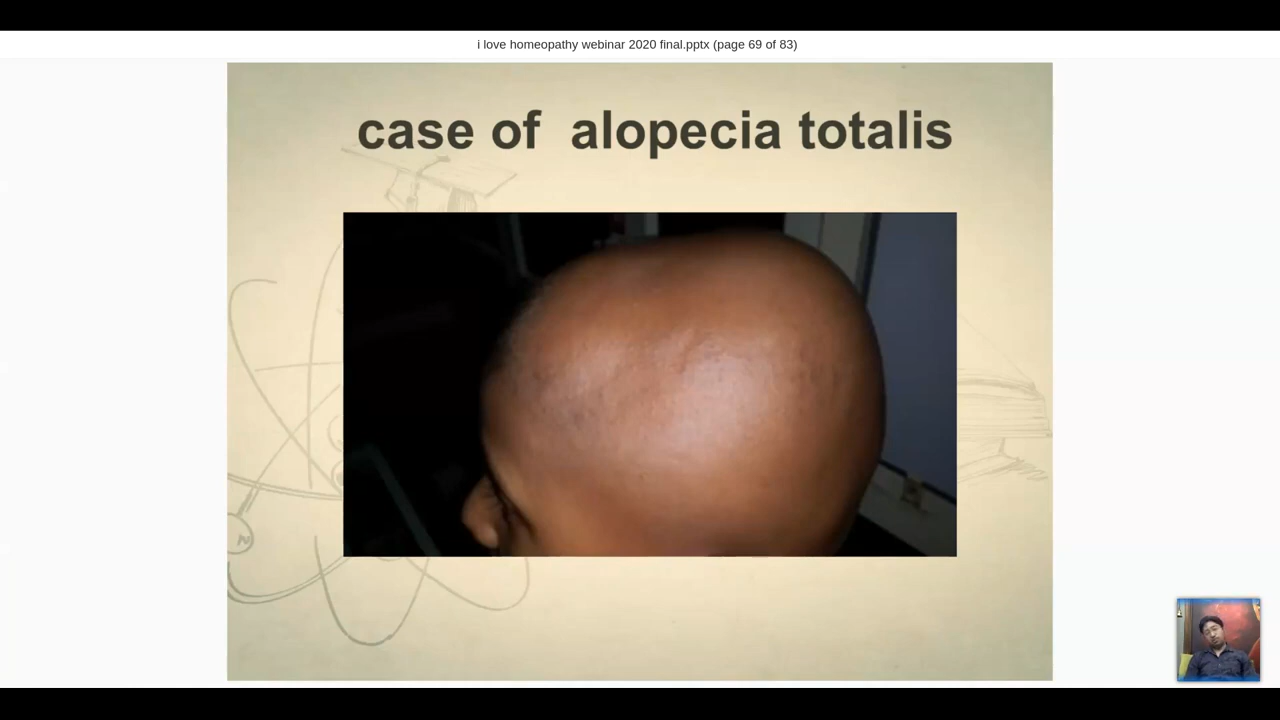 i love homeopathy webinar 2020 final.pptx (page 69 of 83)
case of alopecia totalis
N